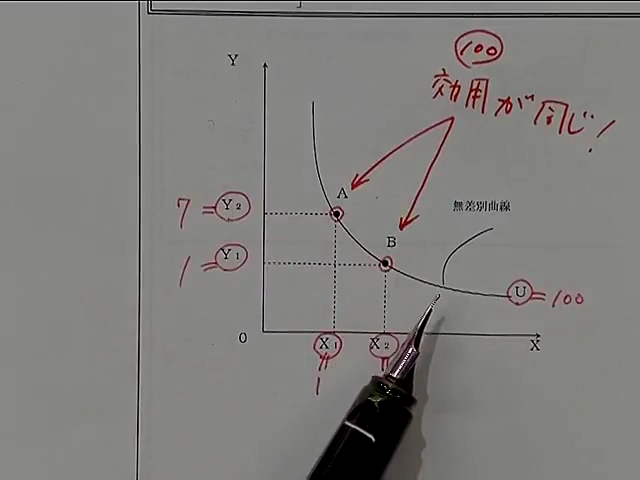 100
Y
効用が同じ!
A
7 = Y₂
無差別曲線
B
1 = Y₁
U = 100
0
X₁
X₂
X
=
1